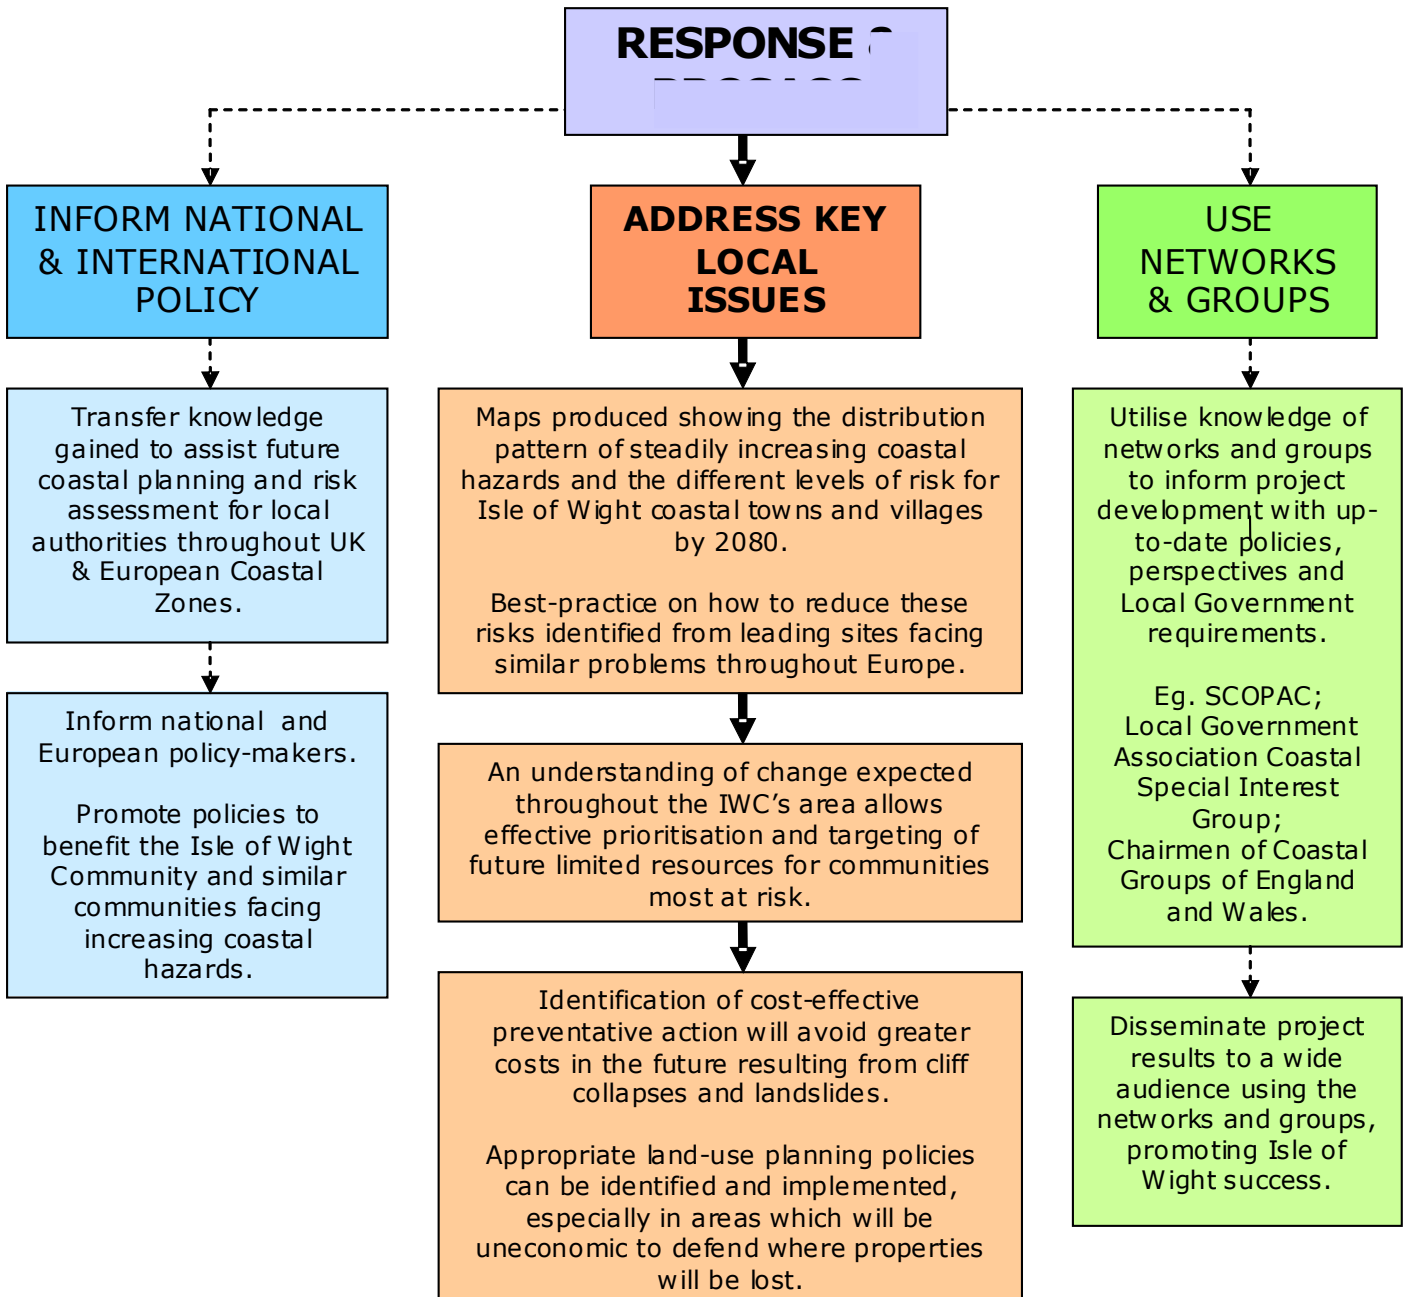 RESPONSE
INFORM NATIONAL
& INTERNATIONAL
POLICY
Transfer knowledge
gained to assist future
coastal planning and risk
assessment for local
authorities throughout UK
& European Coastal
Zones.
Inform national and
European policy-makers.
Promote policies to
benefit the Isle of Wight
Community and similar
communities facing
increasing coastal
hazards.
ADDRESS KEY
LOCAL
ISSUES
Maps produced showing the distribution
pattern of steadily increasing coastal
hazards and the different levels of risk for
Isle of Wight coastal towns and villages
by 2080.
Best-practice on how to reduce these
risks identified from leading sites facing
similar problems throughout Europe.
An understanding of change expected
throughout the IWC’s area allows
effective prioritisation and targeting of
future limited resources for communities
most at risk.
Identification of cost-effective
preventative action will avoid greater
costs in the future resulting from cliff
collapses and landslides.
Appropriate land-use planning policies
can be identified and implemented,
especially in areas which will be
uneconomic to defend where properties
will be lost.
USE
NETWORKS
& GROUPS
Utilise knowledge of
networks and groups
to inform project
development with up-
to-date policies,
perspectives and
Local Government
requirements.
Eg. SCOPAC;
Local Government
Association Coastal
Special Interest
Group;
Chairmen of Coastal
Groups of England
and Wales.
Disseminate project
results to a wide
audience using the
networks and groups,
promoting Isle of
Wight success.